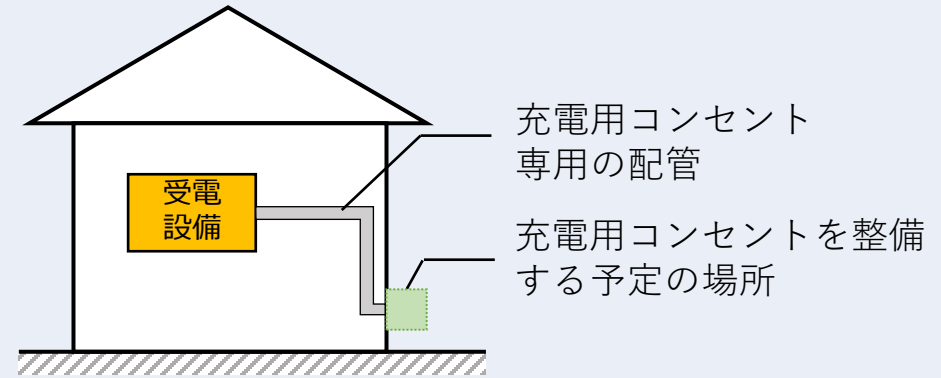 充電用コンセント
専用の配管
受電
設備
充電用コンセントを整備
する予定の場所